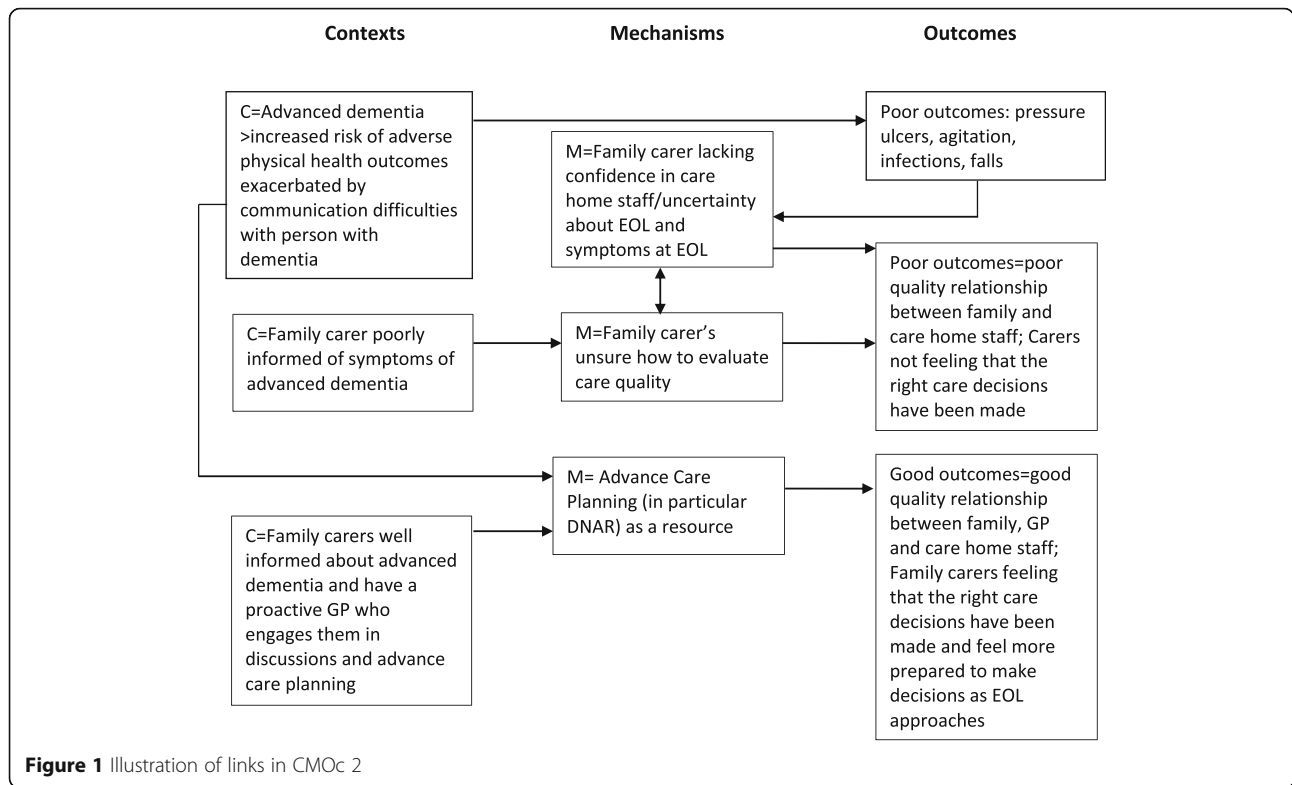 Contexts
Mechanisms
Outcomes
C=Advanced dementia
>increased risk of adverse
physical health outcomes
exacerbated by
communication difficulties
with person with
dementia
M=Family carer lacking
confidence in care
home staff/uncertainty
about EOL and
symptoms at EOL
Poor outcomes: pressure
ulcers, agitation,
infections, falls
C=Family carer poorly
informed of symptoms of
advanced dementia
M=Family carer's
unsure how to evaluate
care quality
Poor outcomes=poor
quality relationship
between family and
care home staff; Carers
not feeling that the
right care decisions
have been made
C=Family carers well
informed about advanced
dementia and have a
proactive GP who
engages them in
discussions and advance
care planning
M= Advance Care
Planning (in particular
DNAR) as a resource
Good outcomes=good
quality relationship
between family, GP
and care home staff;
Family carers feeling
that the right care
decisions have been
made and feel more
prepared to make
decisions as EOL
approaches
Figure 1 Illustration of links in CMOc 2